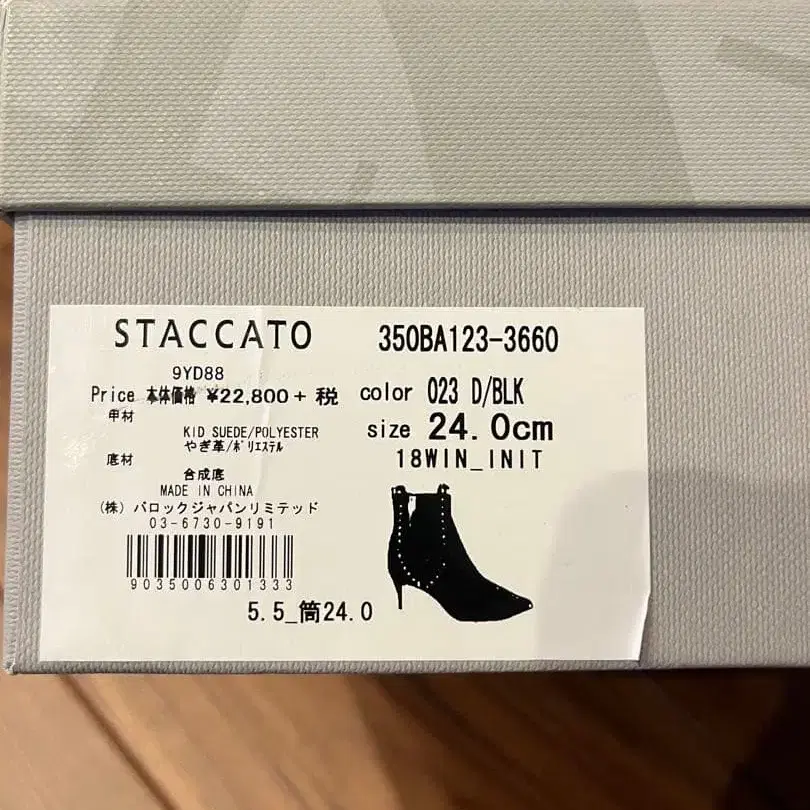 STACCATO 350BA123-3660
9YD88
Price 本体価格 ¥22,800+ 税 color 023 D/BLK
甲材
KID SUEDE/POLYESTER size 24.0cm
やぎ革/ポリエステル
底材 18WIN_INIT
合成底
MADE IN CHINA
(株) バロックジャパンリミテッド
03-6730-9191
9035006301333
5.5_筒24.0